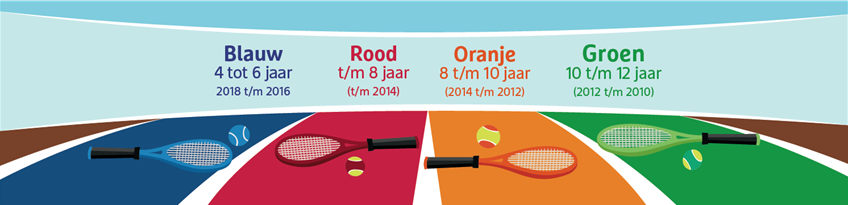 Blauw
4 tot 6 jaar
2018 t/m 2016
Rood
t/m 8 jaar
(t/m 2014)
Oranje
8 t/m 10 jaar
(2014 t/m 2012)
Groen
10 t/m 12 jaar
(2012 t/m 2010)